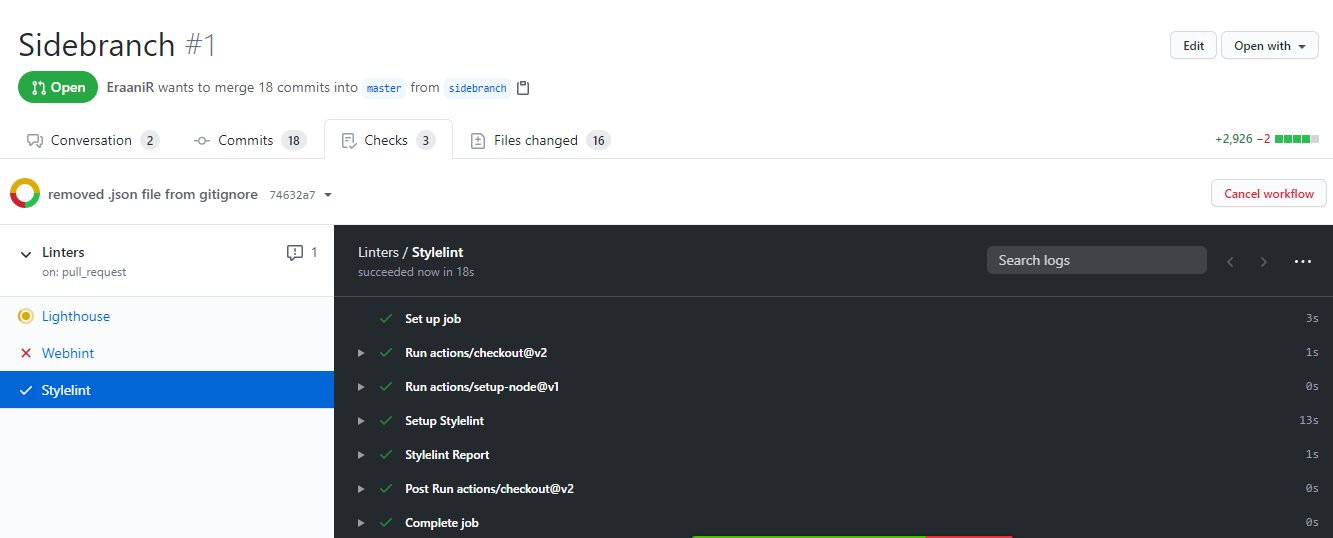 Sidebranch #1
Edit
Open with
Open EraaniR wants to merge 18 commits into master from sidebranch
Conversation 2
Commits 18
Checks 3
Files changed 16
+2,926 −2
removed .json file from gitignore 74632a7
Cancel workflow
Linters 1
on: pull_request
Lighthouse
Webhint
Stylelint
Linters / Stylelint
succeeded now in 18s
Search logs
Set up job 3s
Run actions/checkout@v2 1s
Run actions/setup-node@v1 0s
Setup Stylelint 13s
Stylelint Report 1s
Post Run actions/checkout@v2 0s
Complete job 0s